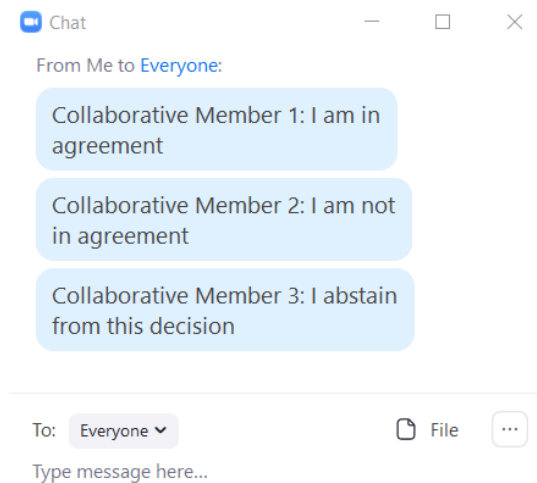 Chat
From Me to Everyone:
Collaborative Member 1: I am in
agreement
Collaborative Member 2: I am not
in agreement
Collaborative Member 3: I abstain
from this decision
To: Everyone File ...
Type message here...